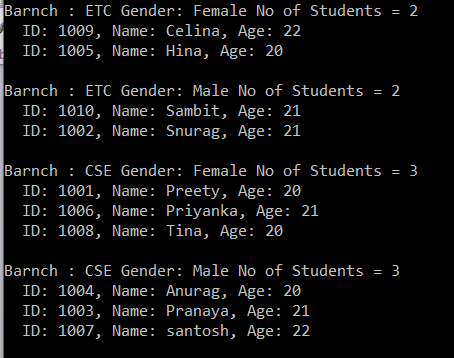 Barnch : ETC Gender: Female No of Students = 2
ID: 1009, Name: Celina, Age: 22
ID: 1005, Name: Hina, Age: 20
Barnch : ETC Gender: Male No of Students = 2
ID: 1010, Name: Sambit, Age: 21
ID: 1002, Name: Snurag, Age: 21
Barnch : CSE Gender: Female No of Students = 3
ID: 1001, Name: Preety, Age: 20
ID: 1006, Name: Priyanka, Age: 21
ID: 1008, Name: Tina, Age: 20
Barnch : CSE Gender: Male No of Students = 3
ID: 1004, Name: Anurag, Age: 20
ID: 1003, Name: Pranaya, Age: 21
ID: 1007, Name: santosh, Age: 22